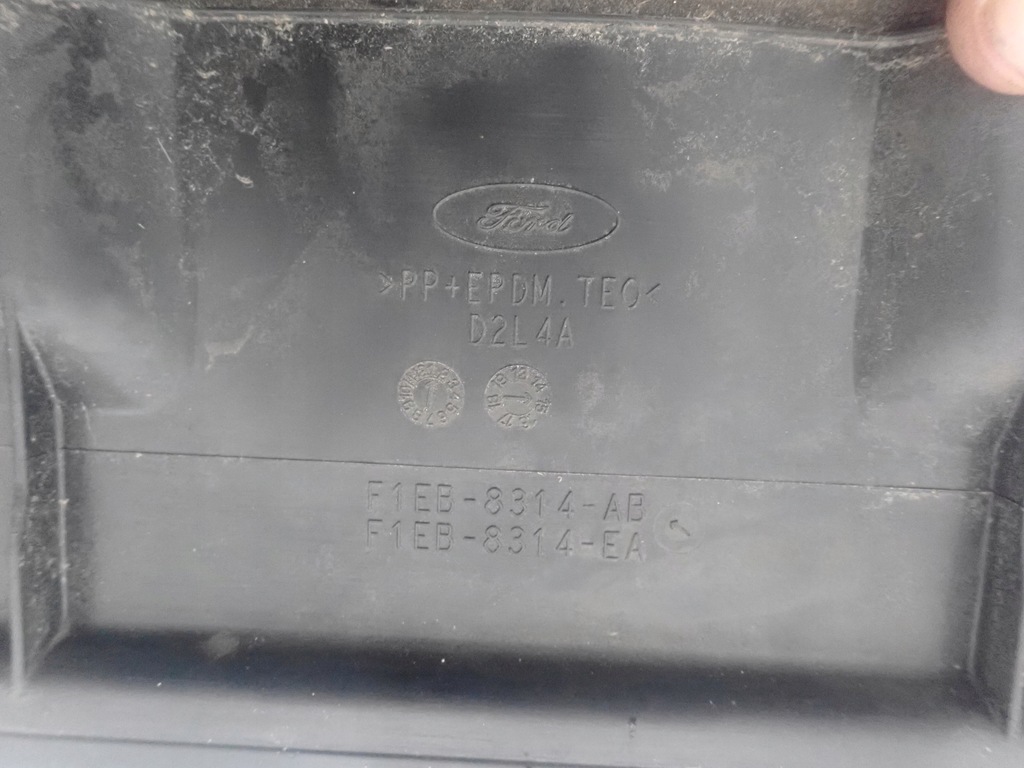 Ford
>PP+EPDM.TEO<
D2L4A
F1EB-8314-AB
F1EB-8314-EA